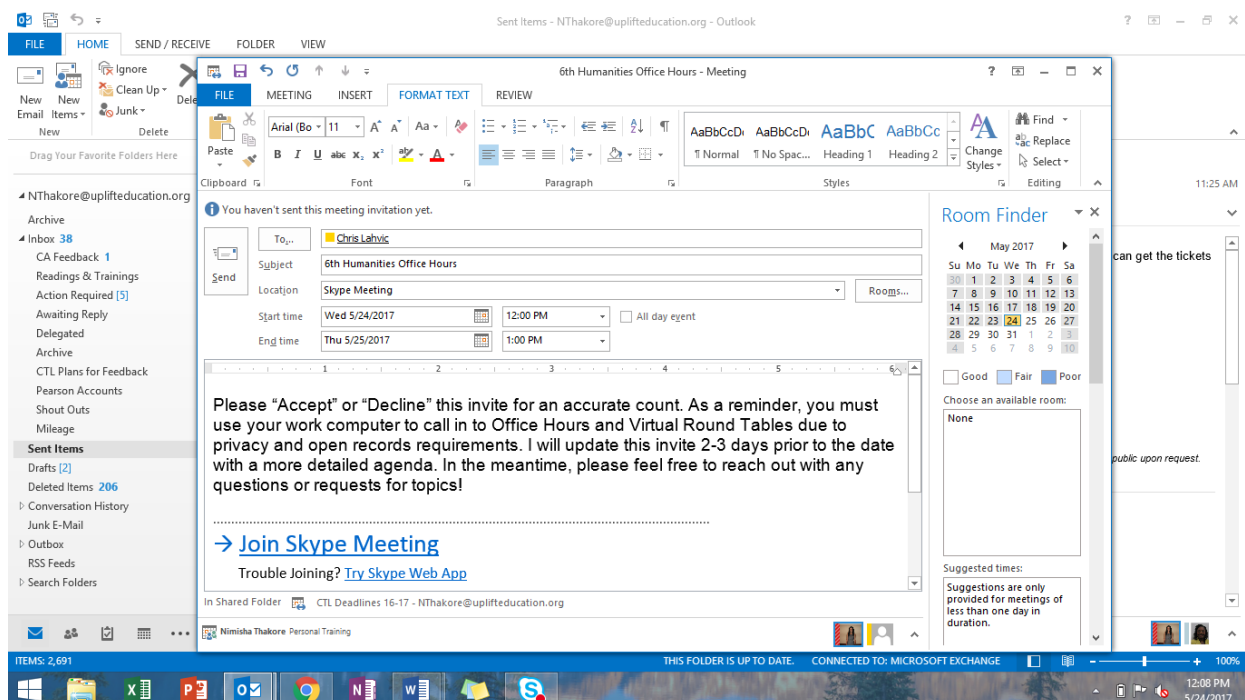 Sent Items - NThakore@uplifteducation.org - Outlook
FILE HOME SEND / RECEIVE FOLDER VIEW
New Email
New Items
Ignore
Clean Up
Junk
Dele
New Delete
Drag Your Favorite Folders Here
NThakore@uplifteducation.org
Archive
Inbox 38
CA Feedback 1
Readings & Trainings
Action Required [5]
Awaiting Reply
Delegated
Archive
CTL Plans for Feedback
Pearson Accounts
Shout Outs
Mileage
Sent Items
Drafts [2]
Deleted Items 206
Conversation History
Junk E-Mail
Outbox
RSS Feeds
Search Folders
6th Humanities Office Hours - Meeting
FILE MEETING INSERT FORMAT TEXT REVIEW
Paste
Arial (Bo 11
B I U abc X₂ X²
AaBbCcDc AaBbCcDc AaBbC AaBbCc
¶ Normal ¶ No Spac... Heading 1 Heading 2
Change Styles
Find
Replace
Select
Clipboard Font Paragraph Styles Editing
You haven't sent this meeting invitation yet.
Send
To... Chris Lahvic
Subject 6th Humanities Office Hours
Location Skype Meeting Rooms...
Start time Wed 5/24/2017 12:00 PM All day event
End time Thu 5/25/2017 1:00 PM
1 2 3 4 5 6
Please “Accept” or “Decline” this invite for an accurate count. As a reminder, you must
use your work computer to call in to Office Hours and Virtual Round Tables due to
privacy and open records requirements. I will update this invite 2-3 days prior to the date
with a more detailed agenda. In the meantime, please feel free to reach out with any
questions or requests for topics!
→ Join Skype Meeting
Trouble Joining? Try Skype Web App
In Shared Folder CTL Deadlines 16-17 - NThakore@uplifteducation.org
Nimisha Thakore Personal Training
Room Finder
May 2017
Su Mo Tu We Th Fr Sa
30 1 2 3 4 5 6
7 8 9 10 11 12 13
14 15 16 17 18 19 20
21 22 23 24 25 26 27
28 29 30 31 1 2 3
4 5 6 7 8 9 10
Good Fair Poor
Choose an available room:
None
Suggested times:
Suggestions are only
provided for meetings of
less than one day in
duration.
11:25 AM
can get the tickets
public upon request.
ITEMS: 2,691 THIS FOLDER IS UP TO DATE. CONNECTED TO: MICROSOFT EXCHANGE 100%
12:08 PM
5/24/2017